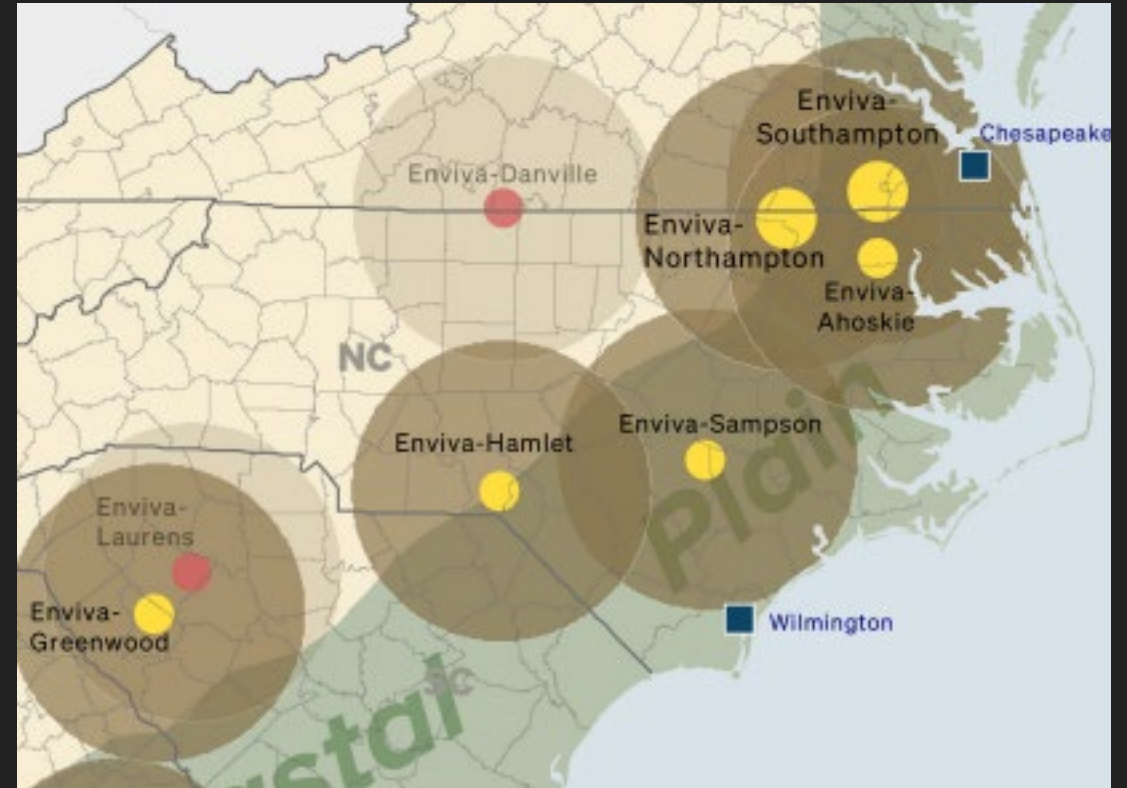 Enviva-
Southampton
Chesapeake
Enviva-Danville
Enviva-
Northampton
Enviva-
Ahoskie
NC
Enviva-Hamlet
Enviva-Sampson
Plain
Enviva-
Laurens
Enviva-
Greenwood
Wilmington
SC
astal